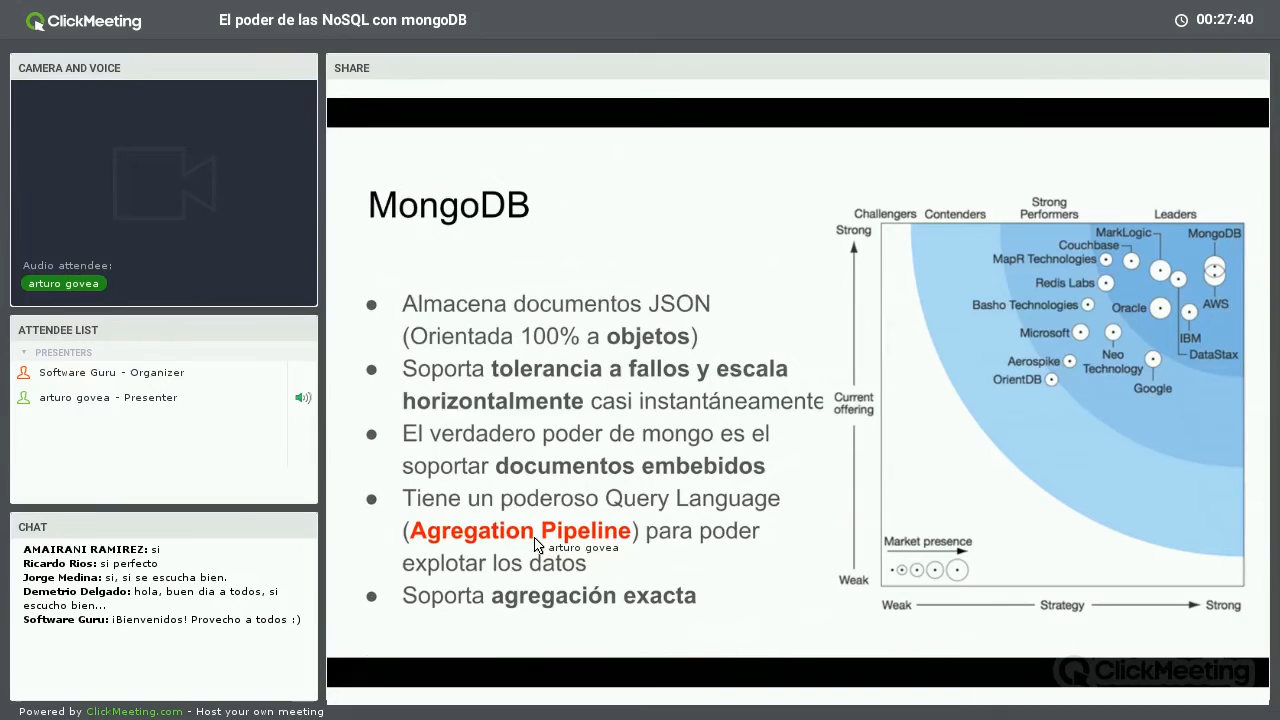 ClickMeeting
El poder de las NoSQL con mongoDB
00:27:40
CAMERA AND VOICE
Audio attendee:
arturo govea
ATTENDEE LIST
PRESENTERS
Software Guru - Organizer
arturo govea - Presenter
CHAT
AMAIRANI RAMIREZ: si
Ricardo Rios: si perfecto
Jorge Medina: si, si se escucha bien.
Demetrio Delgado: hola, buen dia a todos, si
escucho bien...
Software Guru: ¡Bienvenidos! Provecho a todos :)
SHARE
MongoDB
● Almacena documentos JSON
(Orientada 100% a objetos)
● Soporta tolerancia a fallos y escala
horizontalmente casi instantáneamente
● El verdadero poder de mongo es el
soportar documentos embebidos
● Tiene un poderoso Query Language
(Agregation Pipeline) para poder
arturo govea
explotar los datos
● Soporta agregación exacta
Challengers
Contenders
Strong
Performers
Leaders
Strong
MarkLogic
MongoDB
Couchbase
MapR Technologies
Redis Labs
Basho Technologies
Oracle
AWS
Microsoft
IBM
Neo
Technology
DataStax
Aerospike
OrientDB
Google
Current
offering
Market presence
Weak
Weak
Strategy
Strong
ClickMeeting
Powered by ClickMeeting.com - Host your own meeting